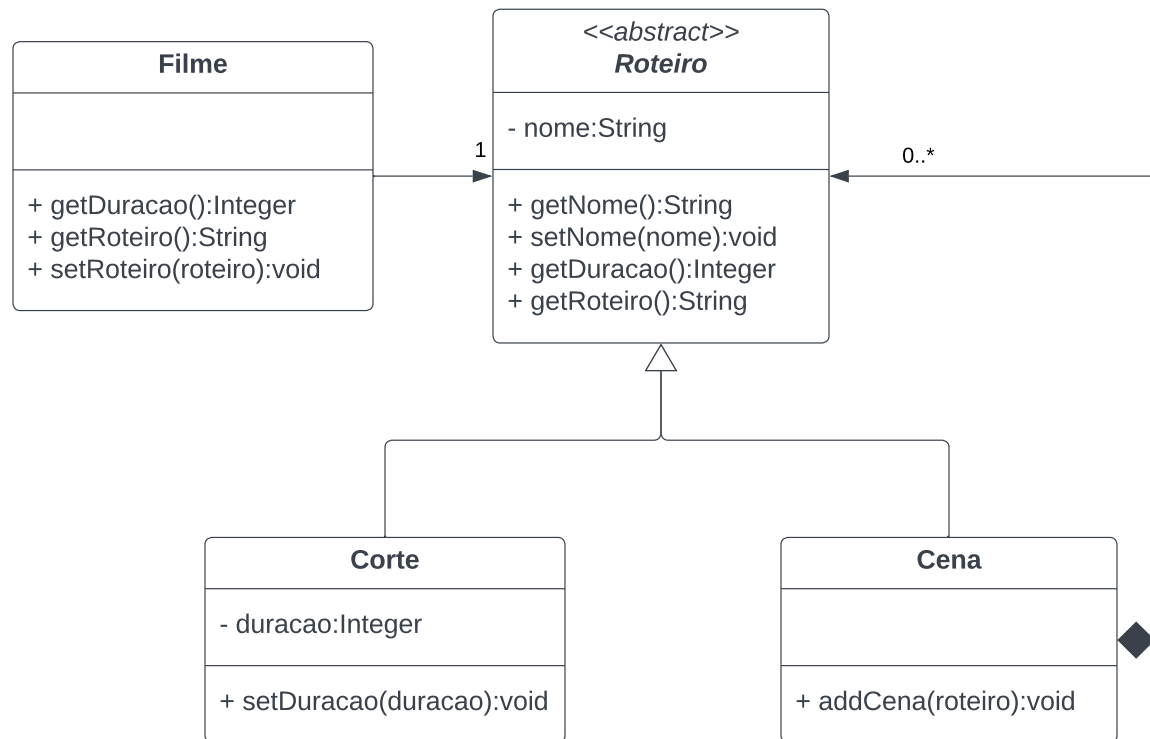 Filme
+ getDuracao():Integer
+ getRoteiro():String
+ setRoteiro(roteiro):void
1
<<abstract>>
Roteiro
- nome:String
+ getNome():String
+ setNome(nome):void
+ getDuracao():Integer
+ getRoteiro():String
0..*
Corte
- duracao:Integer
+ setDuracao(duracao):void
Cena
+ addCena(roteiro):void